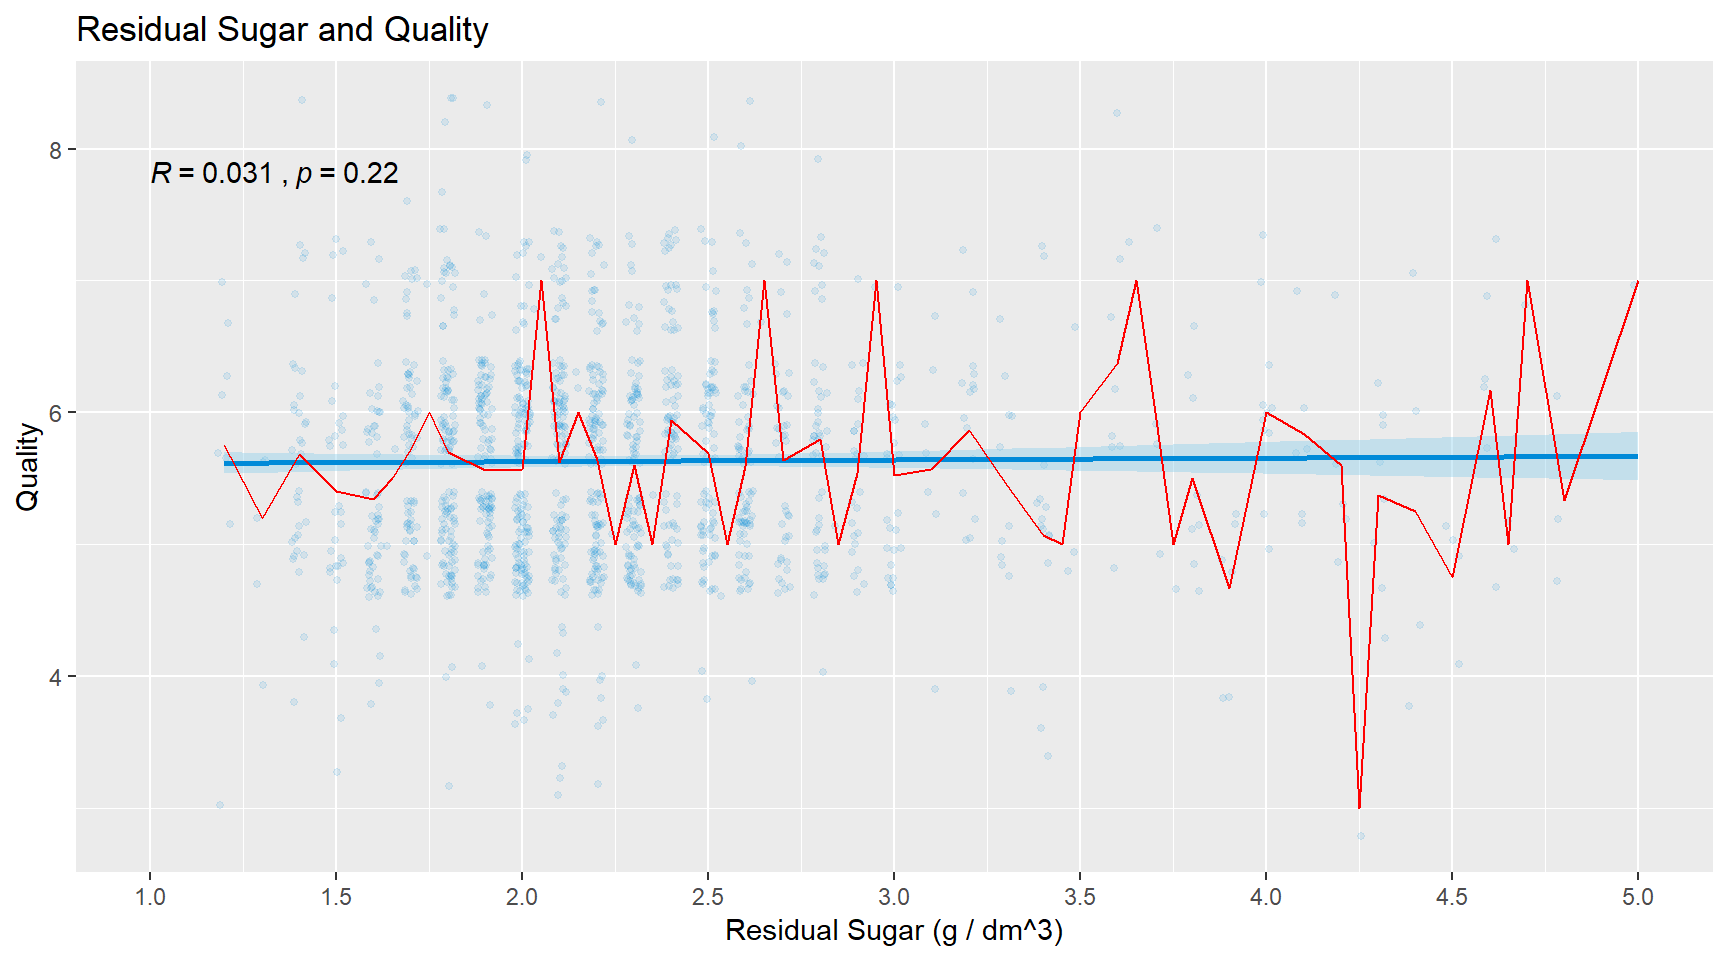 Residual Sugar and Quality
R = 0.031 , p = 0.22
8
6
4
Quality
1.0 1.5 2.0 2.5 3.0 3.5 4.0 4.5 5.0
Residual Sugar (g / dm^3)